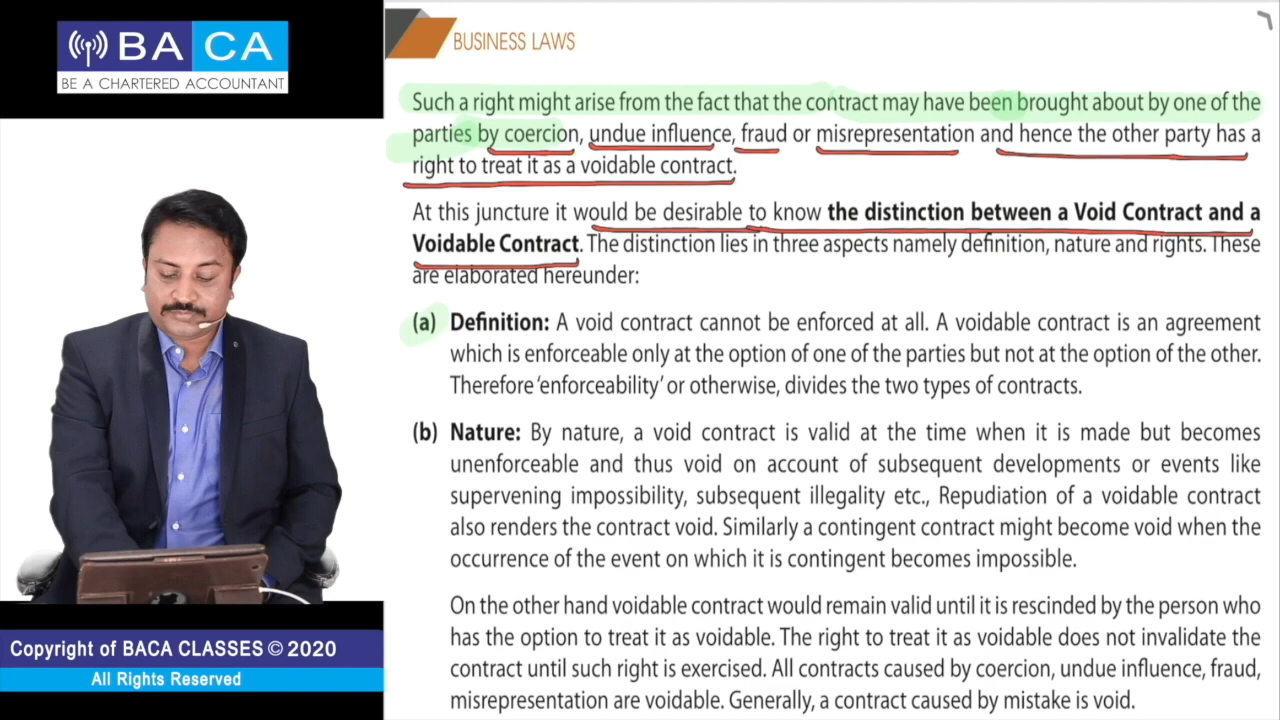 BA CA
BE A CHARTERED ACCOUNTANT
BUSINESS LAWS
Such a right might arise from the fact that the contract may have been brought about by one of the
parties by coercion, undue influence, fraud or misrepresentation and hence the other party has a
right to treat it as a voidable contract.
At this juncture it would be desirable to know the distinction between a Void Contract and a
Voidable Contract. The distinction lies in three aspects namely definition, nature and rights. These
are elaborated hereunder:
(a) Definition: A void contract cannot be enforced at all. A voidable contract is an agreement
which is enforceable only at the option of one of the parties but not at the option of the other.
Therefore ‘enforceability’ or otherwise, divides the two types of contracts.
(b) Nature: By nature, a void contract is valid at the time when it is made but becomes
unenforceable and thus void on account of subsequent developments or events like
supervening impossibility, subsequent illegality etc., Repudiation of a voidable contract
also renders the contract void. Similarly a contingent contract might become void when the
occurrence of the event on which it is contingent becomes impossible.
On the other hand voidable contract would remain valid until it is rescinded by the person who
has the option to treat it as voidable. The right to treat it as voidable does not invalidate the
contract until such right is exercised. All contracts caused by coercion, undue influence, fraud,
misrepresentation are voidable. Generally, a contract caused by mistake is void.
Copyright of BACA CLASSES © 2020
All Rights Reserved